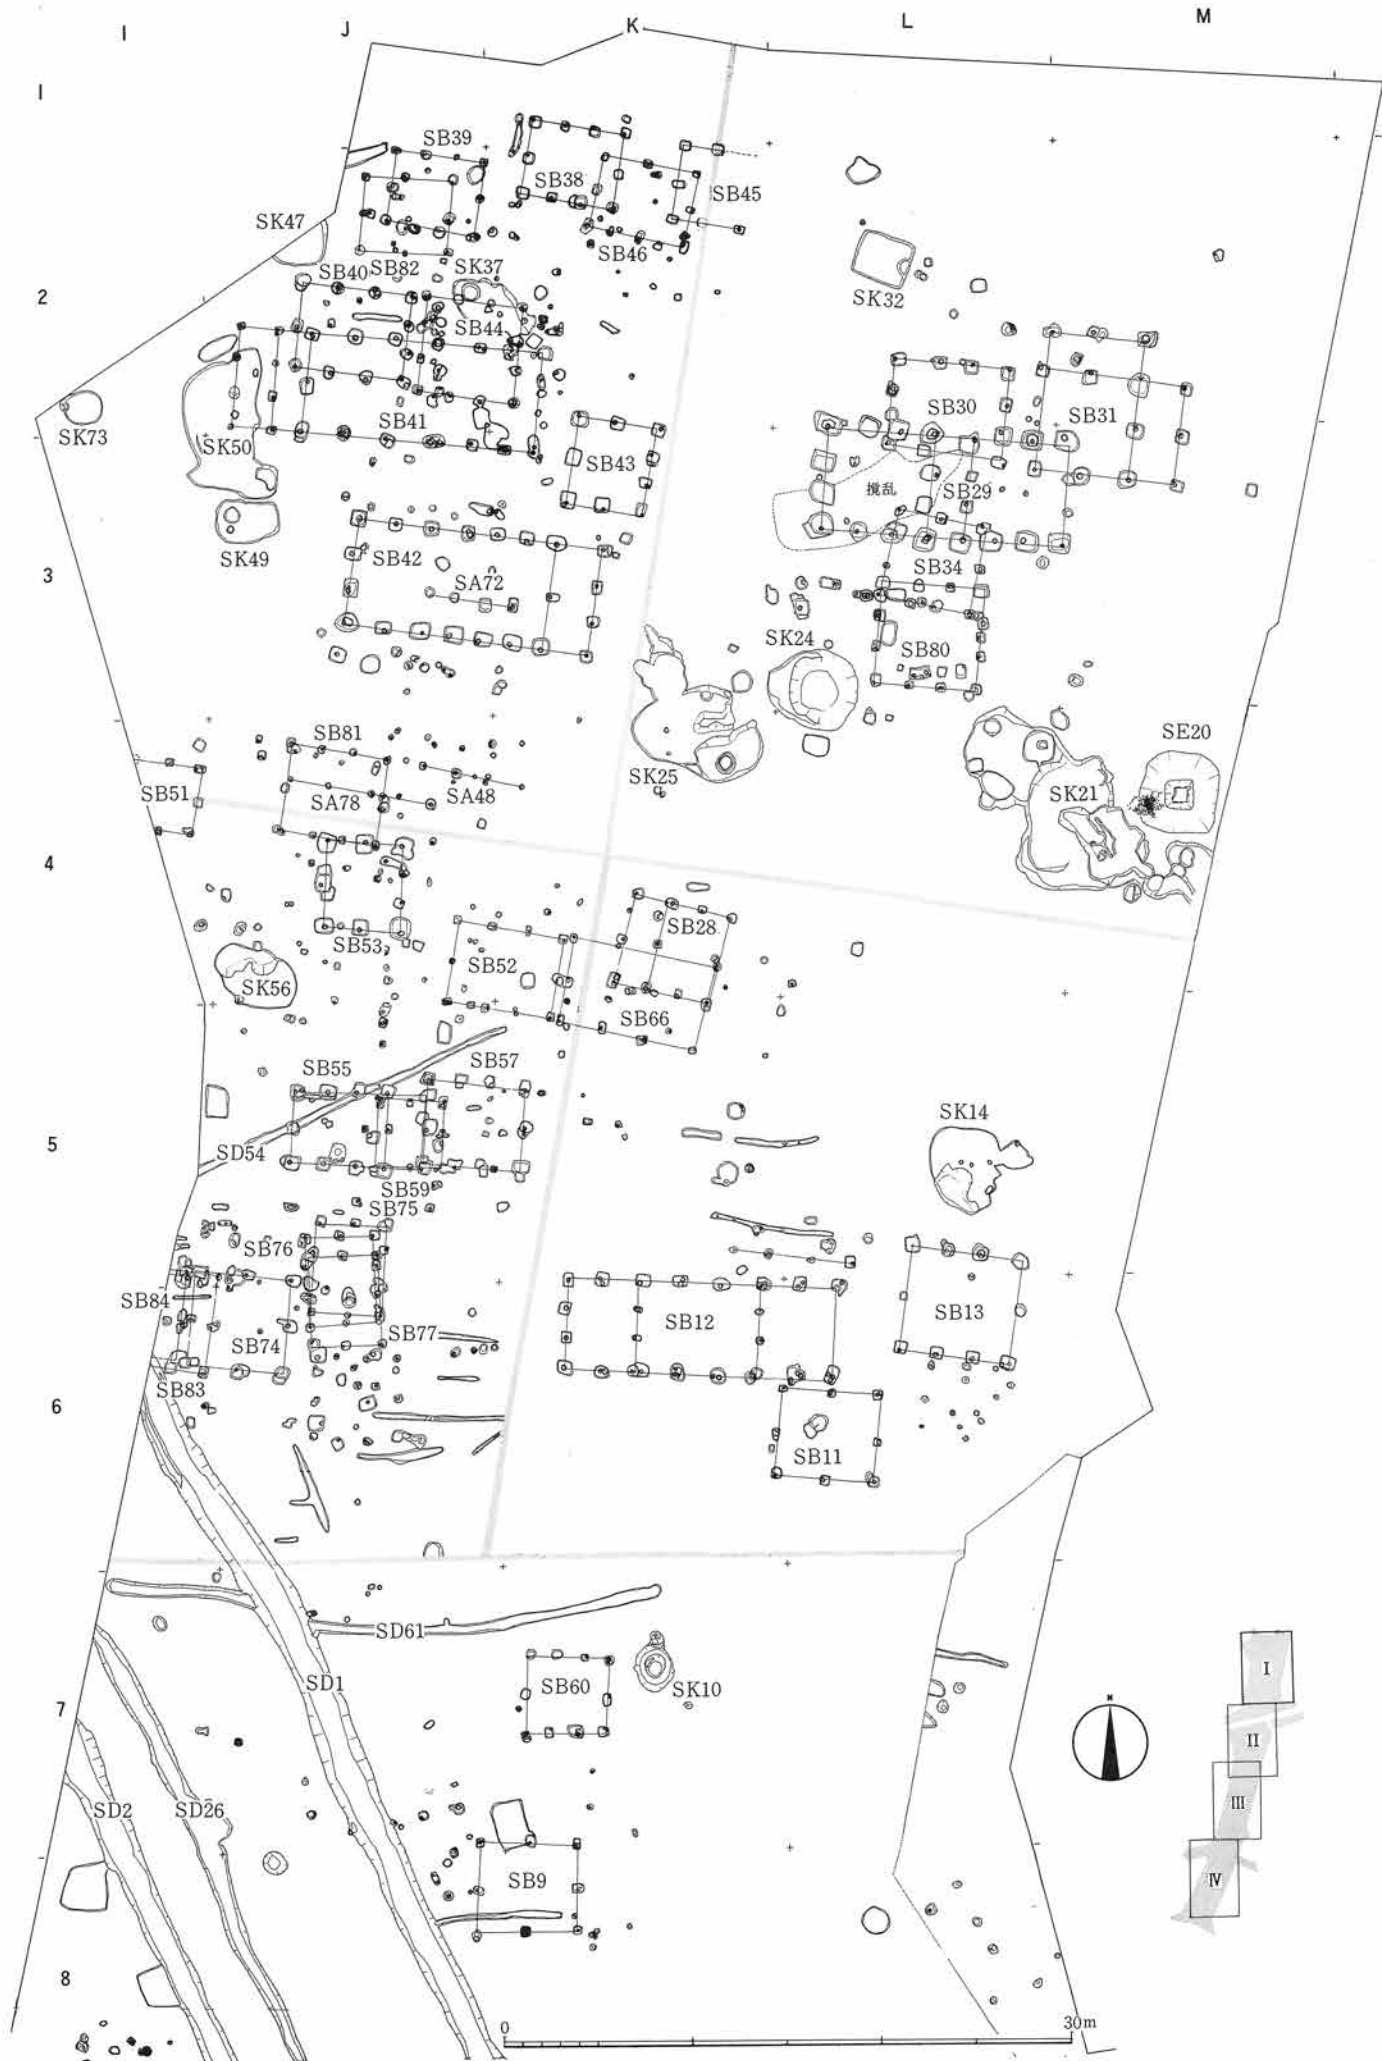 I
J
K
L
M
1
SB39
SB38
SB45
SK47
SB46
SB40
SB82
SK37
2
SK32
SB44
SB30
SB31
SK73
SB41
SK50
SB43
撹乱
SB29
SK49
SB42
SB34
3
SA72
SK24
SB80
SB81
SE20
SK25
SB51
SA78
SA48
SK21
4
SB28
SB53
SB52
SK56
SB66
SB55
SB57
SK14
5
SD54
SB59
SB75
SB76
SB84
SB12
SB13
SB74
SB77
SB83
6
SB11
SD61
I
SD1
SB60
SK10
N
7
II
SD2
SD26
III
SB9
IV
8
0
30m